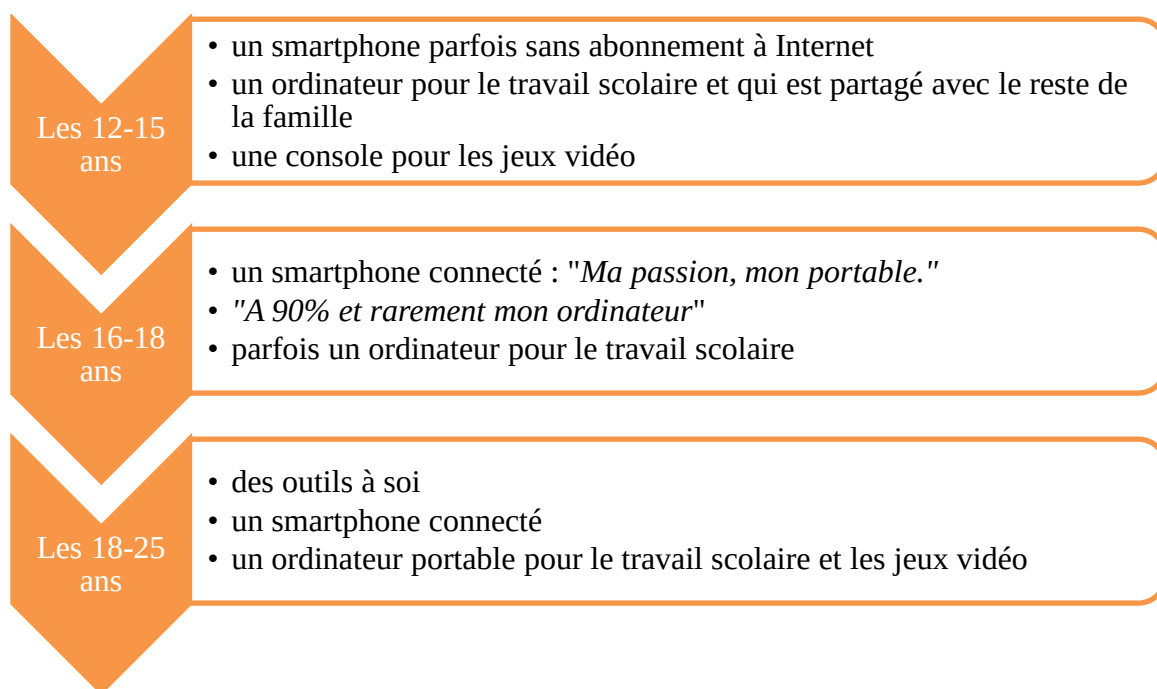 Les 12-15
ans
• un smartphone parfois sans abonnement à Internet
• un ordinateur pour le travail scolaire et qui est partagé avec le reste de
la famille
• une console pour les jeux vidéo
Les 16-18
ans
• un smartphone connecté : "Ma passion, mon portable."
• "A 90% et rarement mon ordinateur"
• parfois un ordinateur pour le travail scolaire
Les 18-25
ans
• des outils à soi
• un smartphone connecté
• un ordinateur portable pour le travail scolaire et les jeux vidéo